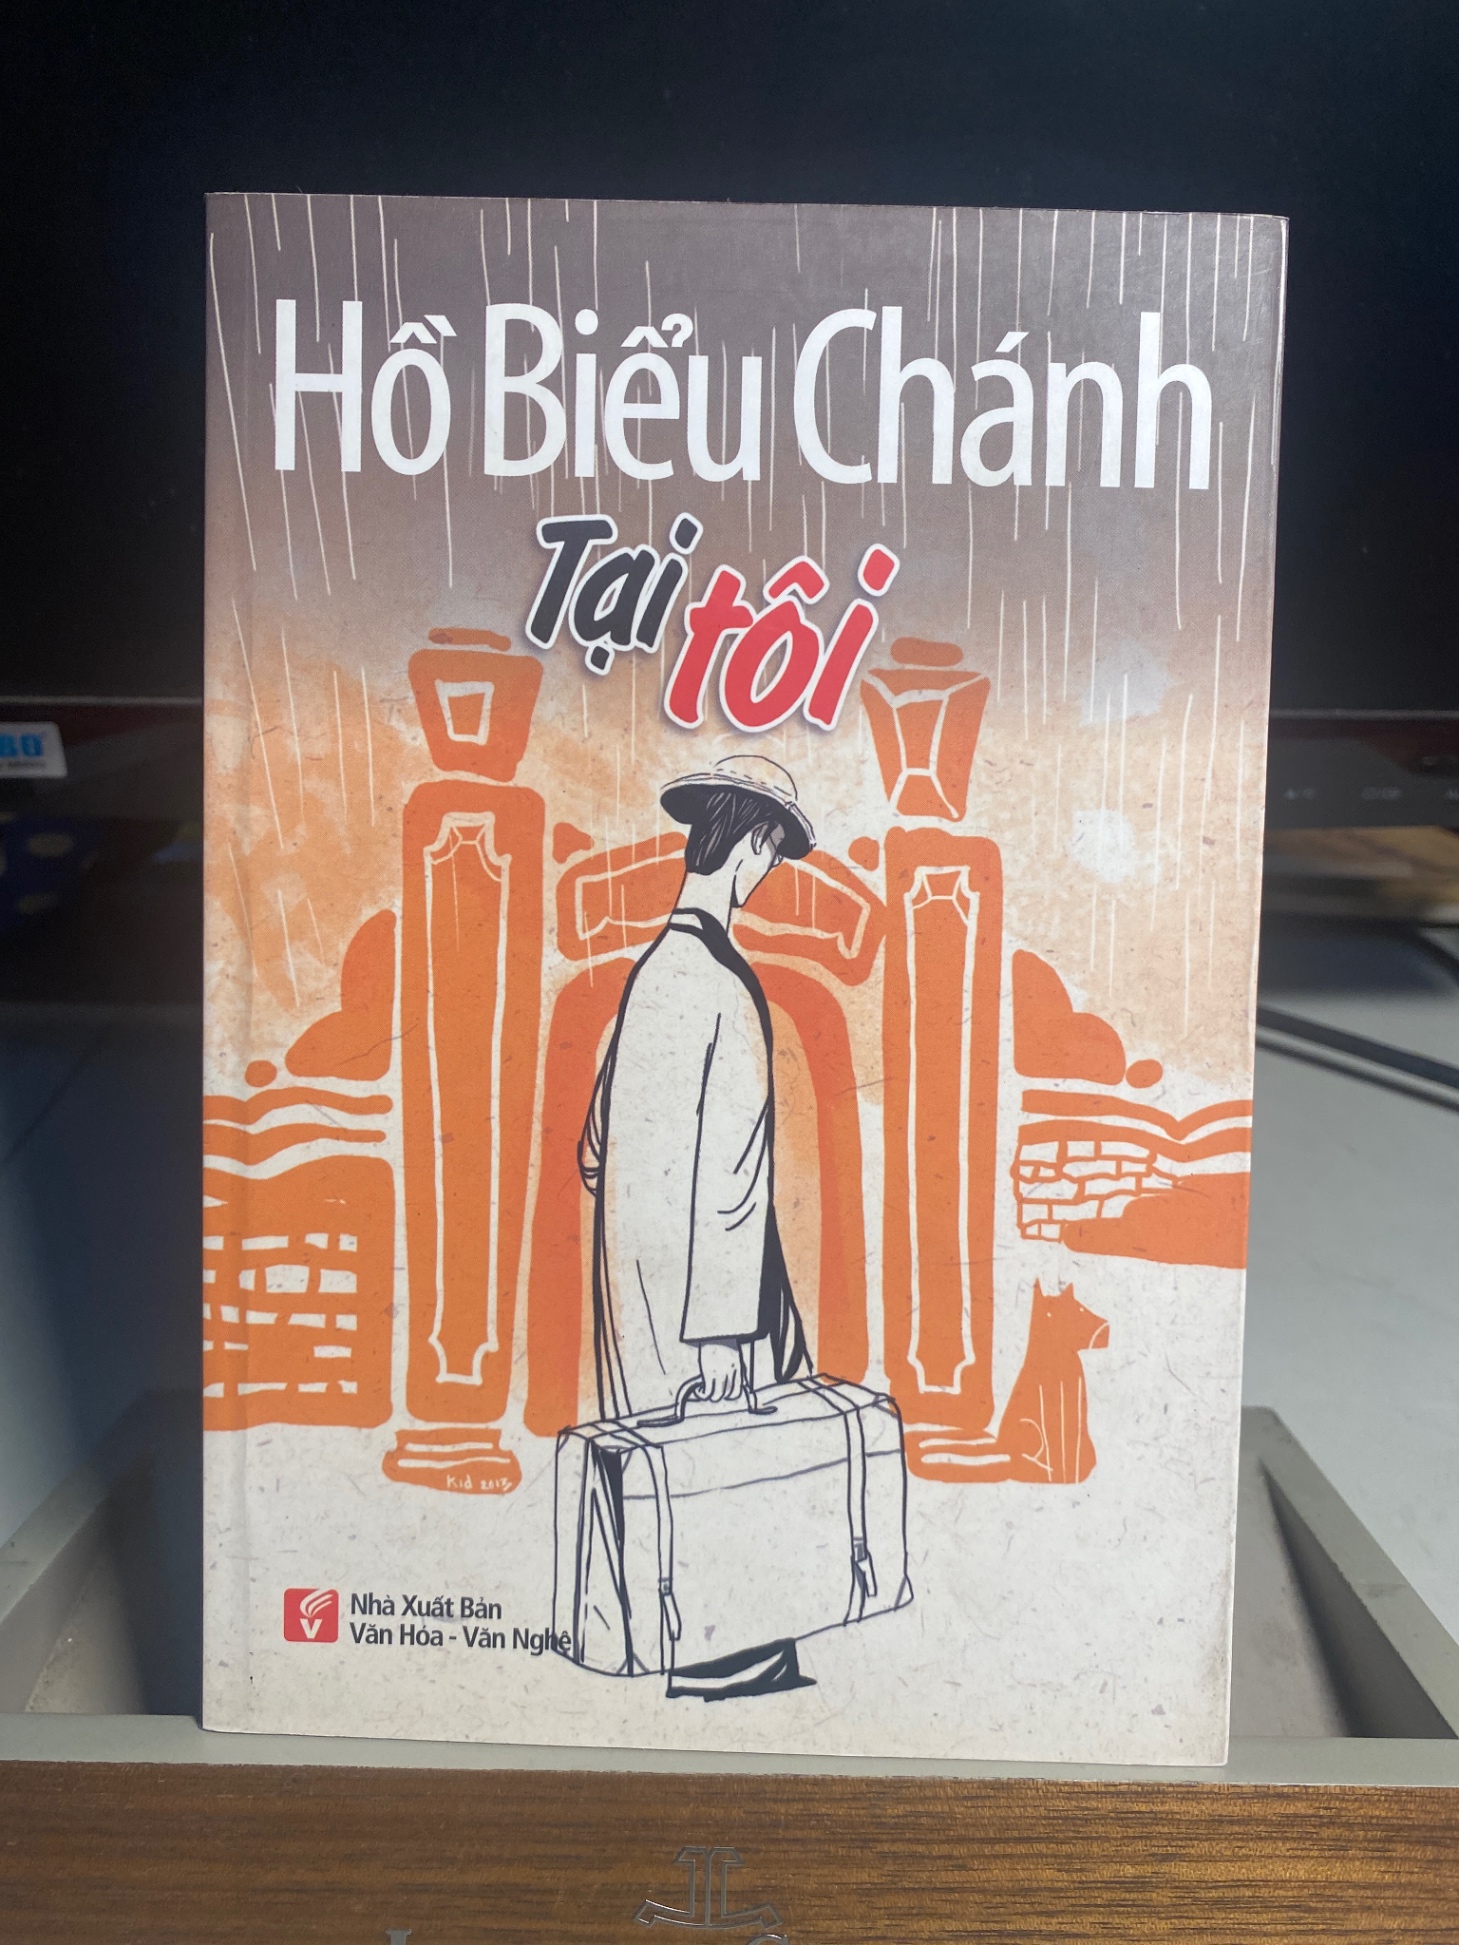 Hồ Biểu Chánh
Tại tôi
Kid 2013
V
Nhà Xuất Bản
Văn Hóa - Văn Nghệ